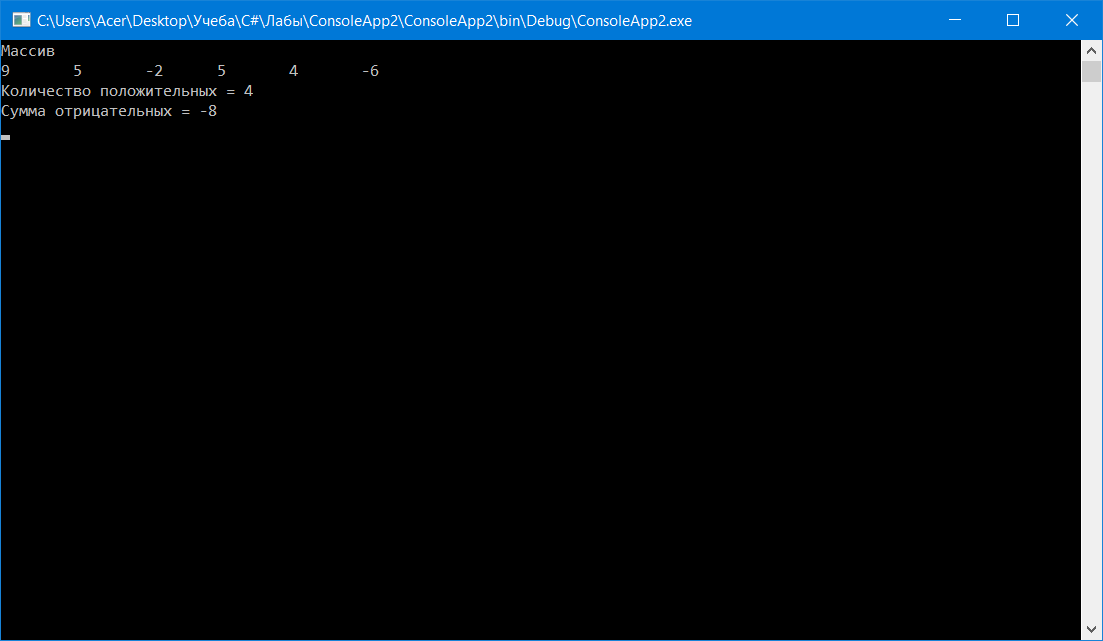 C:\Users\Acer\Desktop\Учеба\C#\Лабы\ConsoleApp2\ConsoleApp2\bin\Debug\ConsoleApp2.exe
Массив
9 5 -2 5 4 -6
Количество положительных = 4
Сумма отрицательных = -8